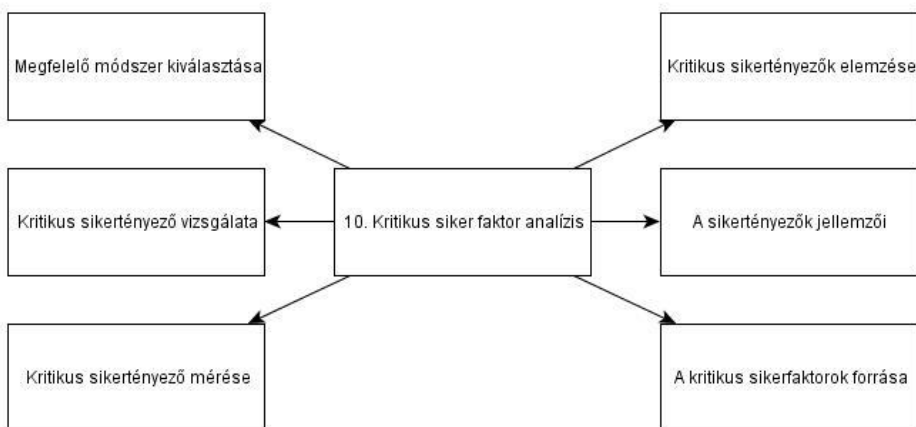 Megfelelő módszer kiválasztása
Kritikus sikertényezők elemzése
Kritikus sikertényező vizsgálata
10. Kritikus siker faktor analízis
A sikertényezők jellemzői
Kritikus sikertényező mérése
A kritikus sikerfaktorok forrása